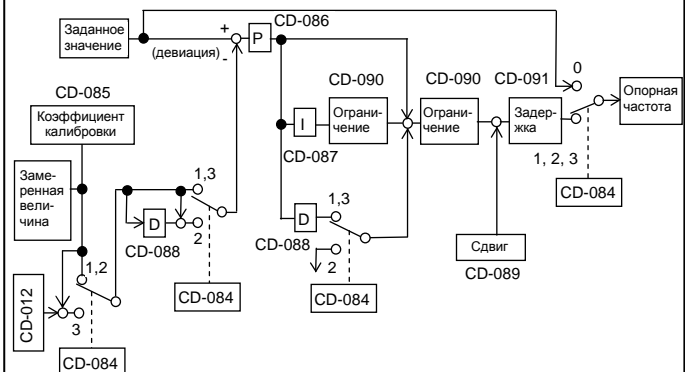 Заданное
значение
+
(девиация)
-
P
CD-086
CD-085
Коэффициент
калибровки
Заме-
ренная
вели-
чина
CD-012
1,2
3
CD-084
D
CD-088
1,3
2
CD-084
I
CD-087
CD-090
Ограни-
чение
D
CD-088
1,3
2
CD-084
CD-090
Ограни-
чение
CD-091
Задер-
жка
Сдвиг
CD-089
0
1, 2, 3
CD-084
Опорная
частота